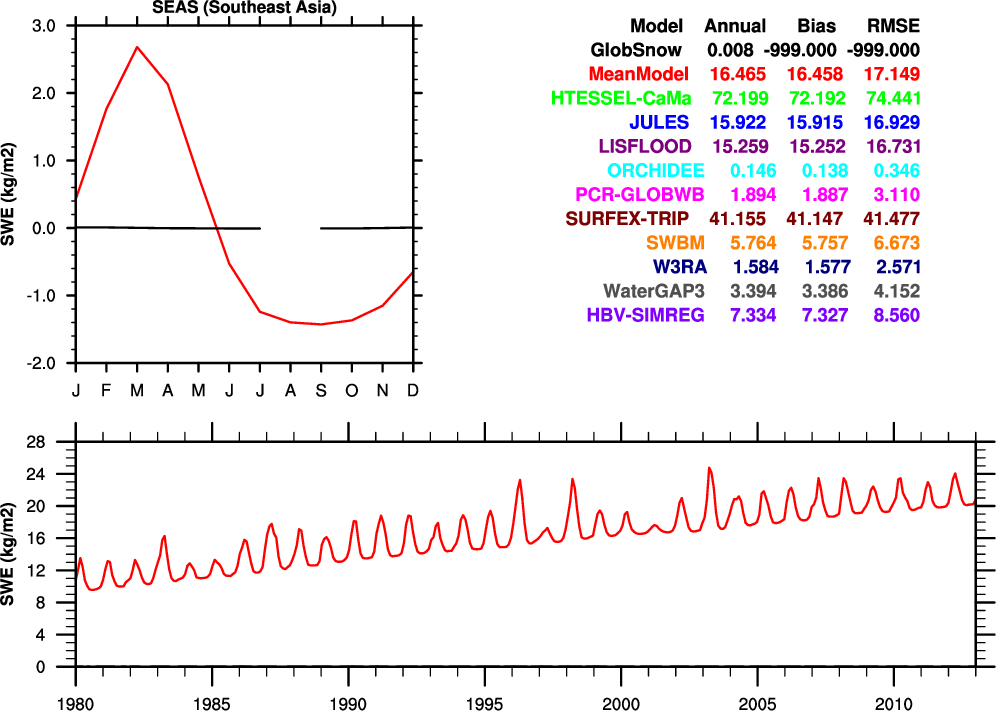 SEAS (Southeast Asia)
3.0
2.0
1.0
0.0
-1.0
-2.0
SWE (kg/m2)
J F M A M J J A S O N D
Model Annual Bias RMSE
GlobSnow 0.008 -999.000 -999.000
MeanModel 16.465 16.458 17.149
HTESSEL-CaMa 72.199 72.192 74.441
JULES 15.922 15.915 16.929
LISFLOOD 15.259 15.252 16.731
ORCHIDEE 0.146 0.138 0.346
PCR-GLOBWB 1.894 1.887 3.110
SURFEX-TRIP 41.155 41.147 41.477
SWBM 5.764 5.757 6.673
W3RA 1.584 1.577 2.571
WaterGAP3 3.394 3.386 4.152
HBV-SIMREG 7.334 7.327 8.560
28
24
20
16
12
8
4
0
SWE (kg/m2)
1980 1985 1990 1995 2000 2005 2010